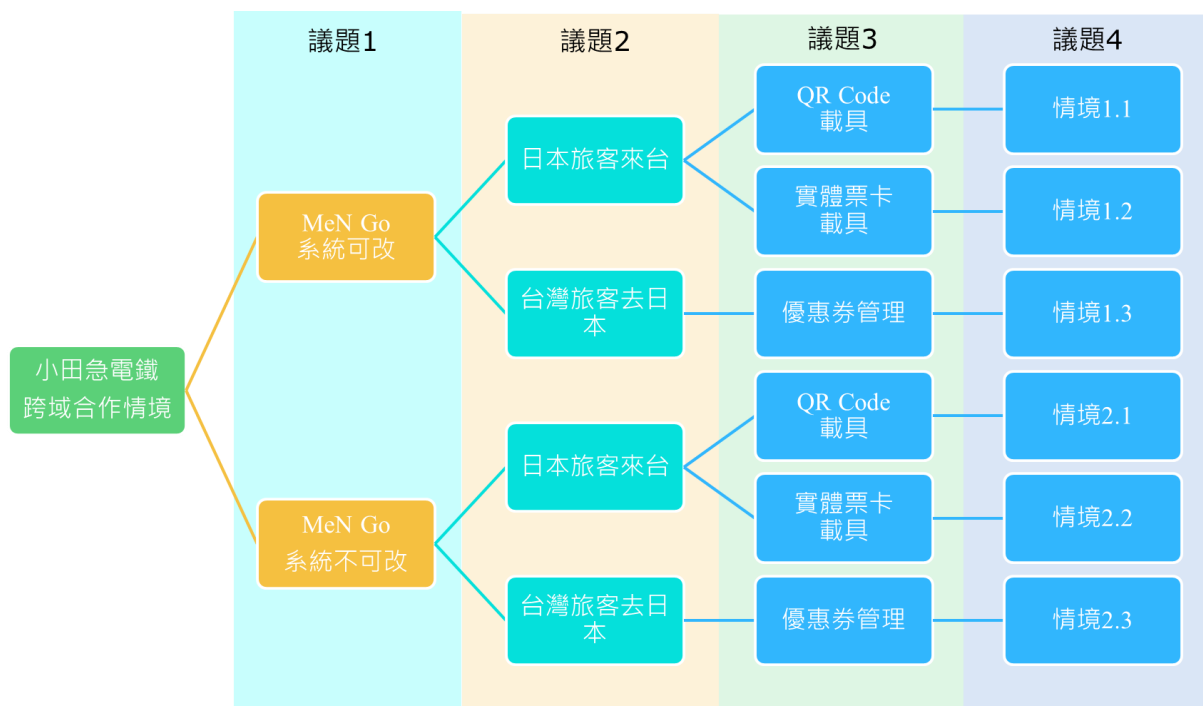 議題1
議題2
議題3
議題4
小田急電鐵
跨域合作情境
MeN Go
系統可改
日本旅客來台
QR Code
載具
情境1.1
實體票卡
載具
情境1.2
台灣旅客去日
本
優惠券管理
情境1.3
MeN Go
系統不可改
日本旅客來台
QR Code
載具
情境2.1
實體票卡
載具
情境2.2
台灣旅客去日
本
優惠券管理
情境2.3